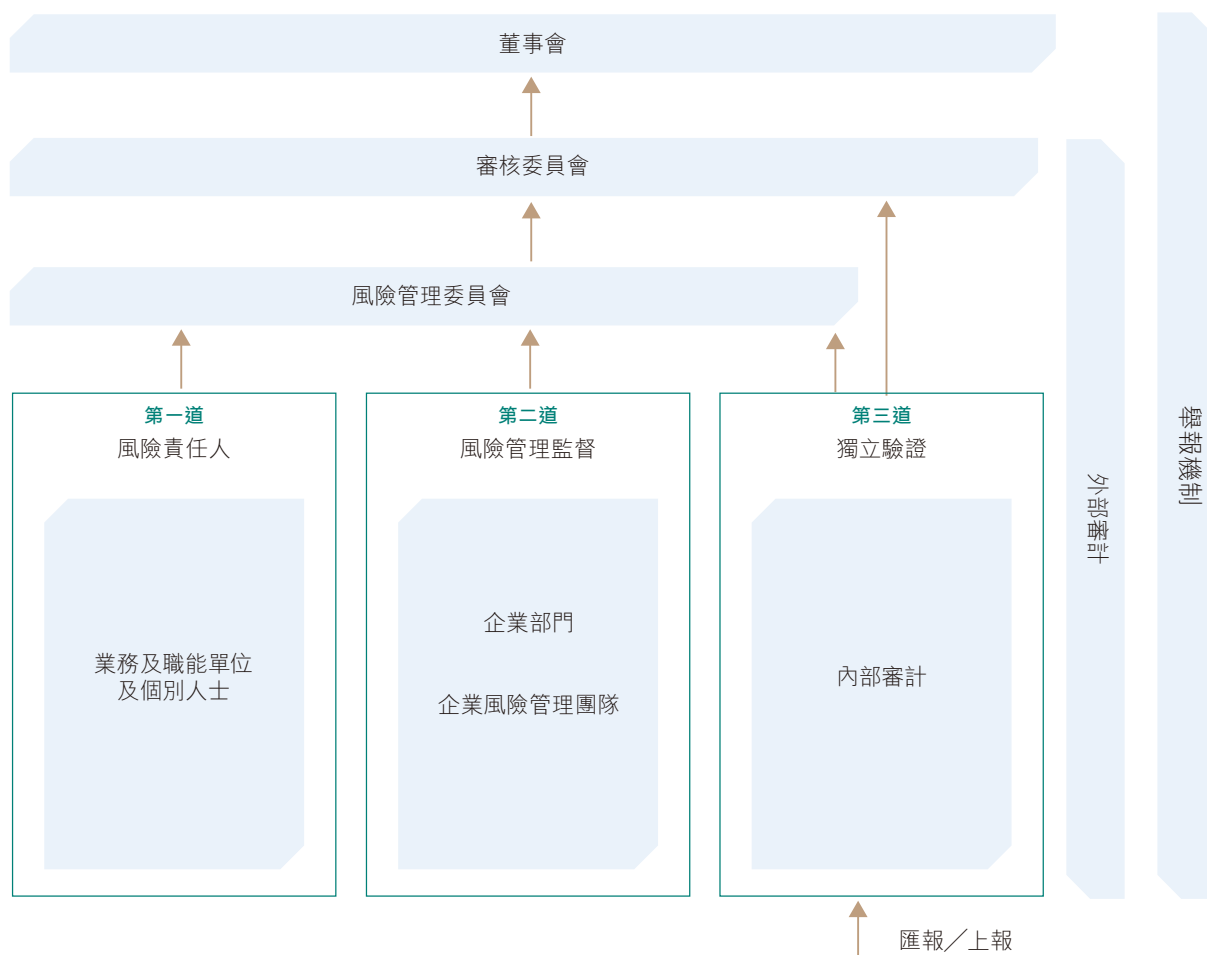 董事會
審核委員會
風險管理委員會
第一道
風險責任人
業務及職能單位
及個別人士
第二道
風險管理監督
企業部門
企業風險管理團隊
第三道
獨立驗證
內部審計
外部審計
舉報機制
匯報／上報